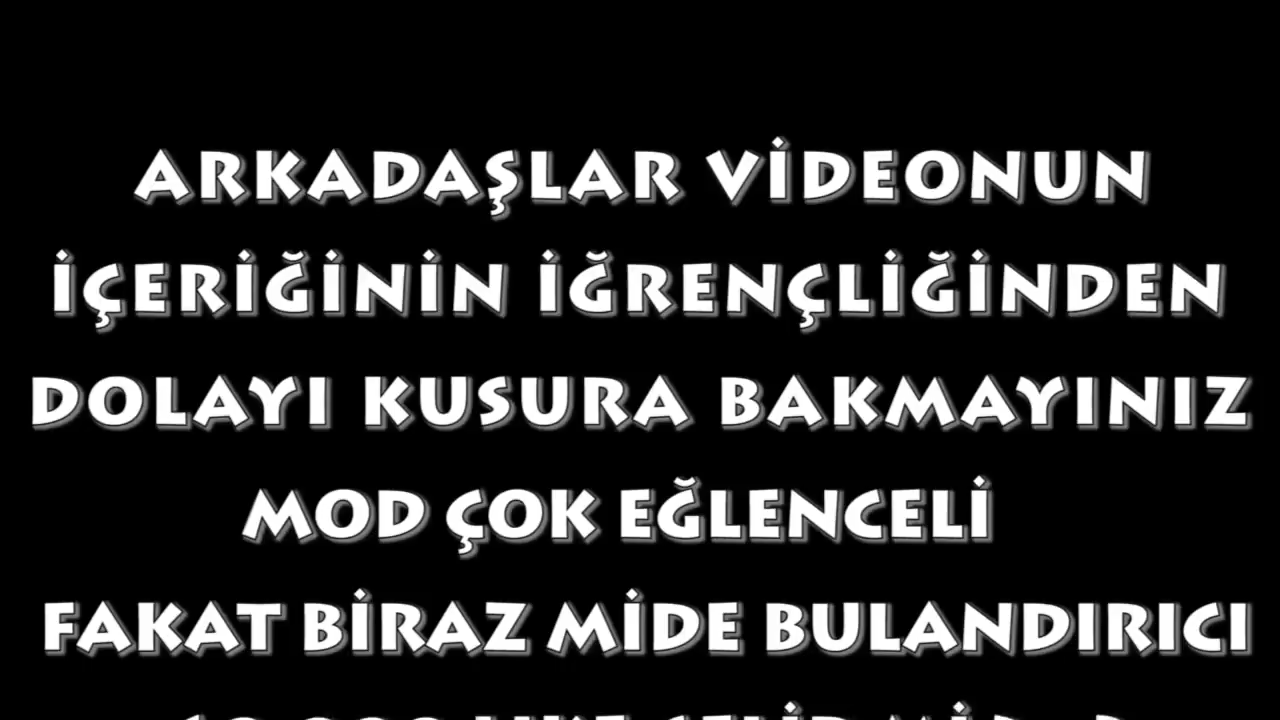 ARKADAŞLAR VİDEONUN
İÇERİĞİNİN İĞRENÇLİĞİNDEN
DOLAYI KUSURA BAKMAYINIZ
MOD ÇOK EĞLENCELİ
FAKAT BİRAZ MİDE BULANDIRICI